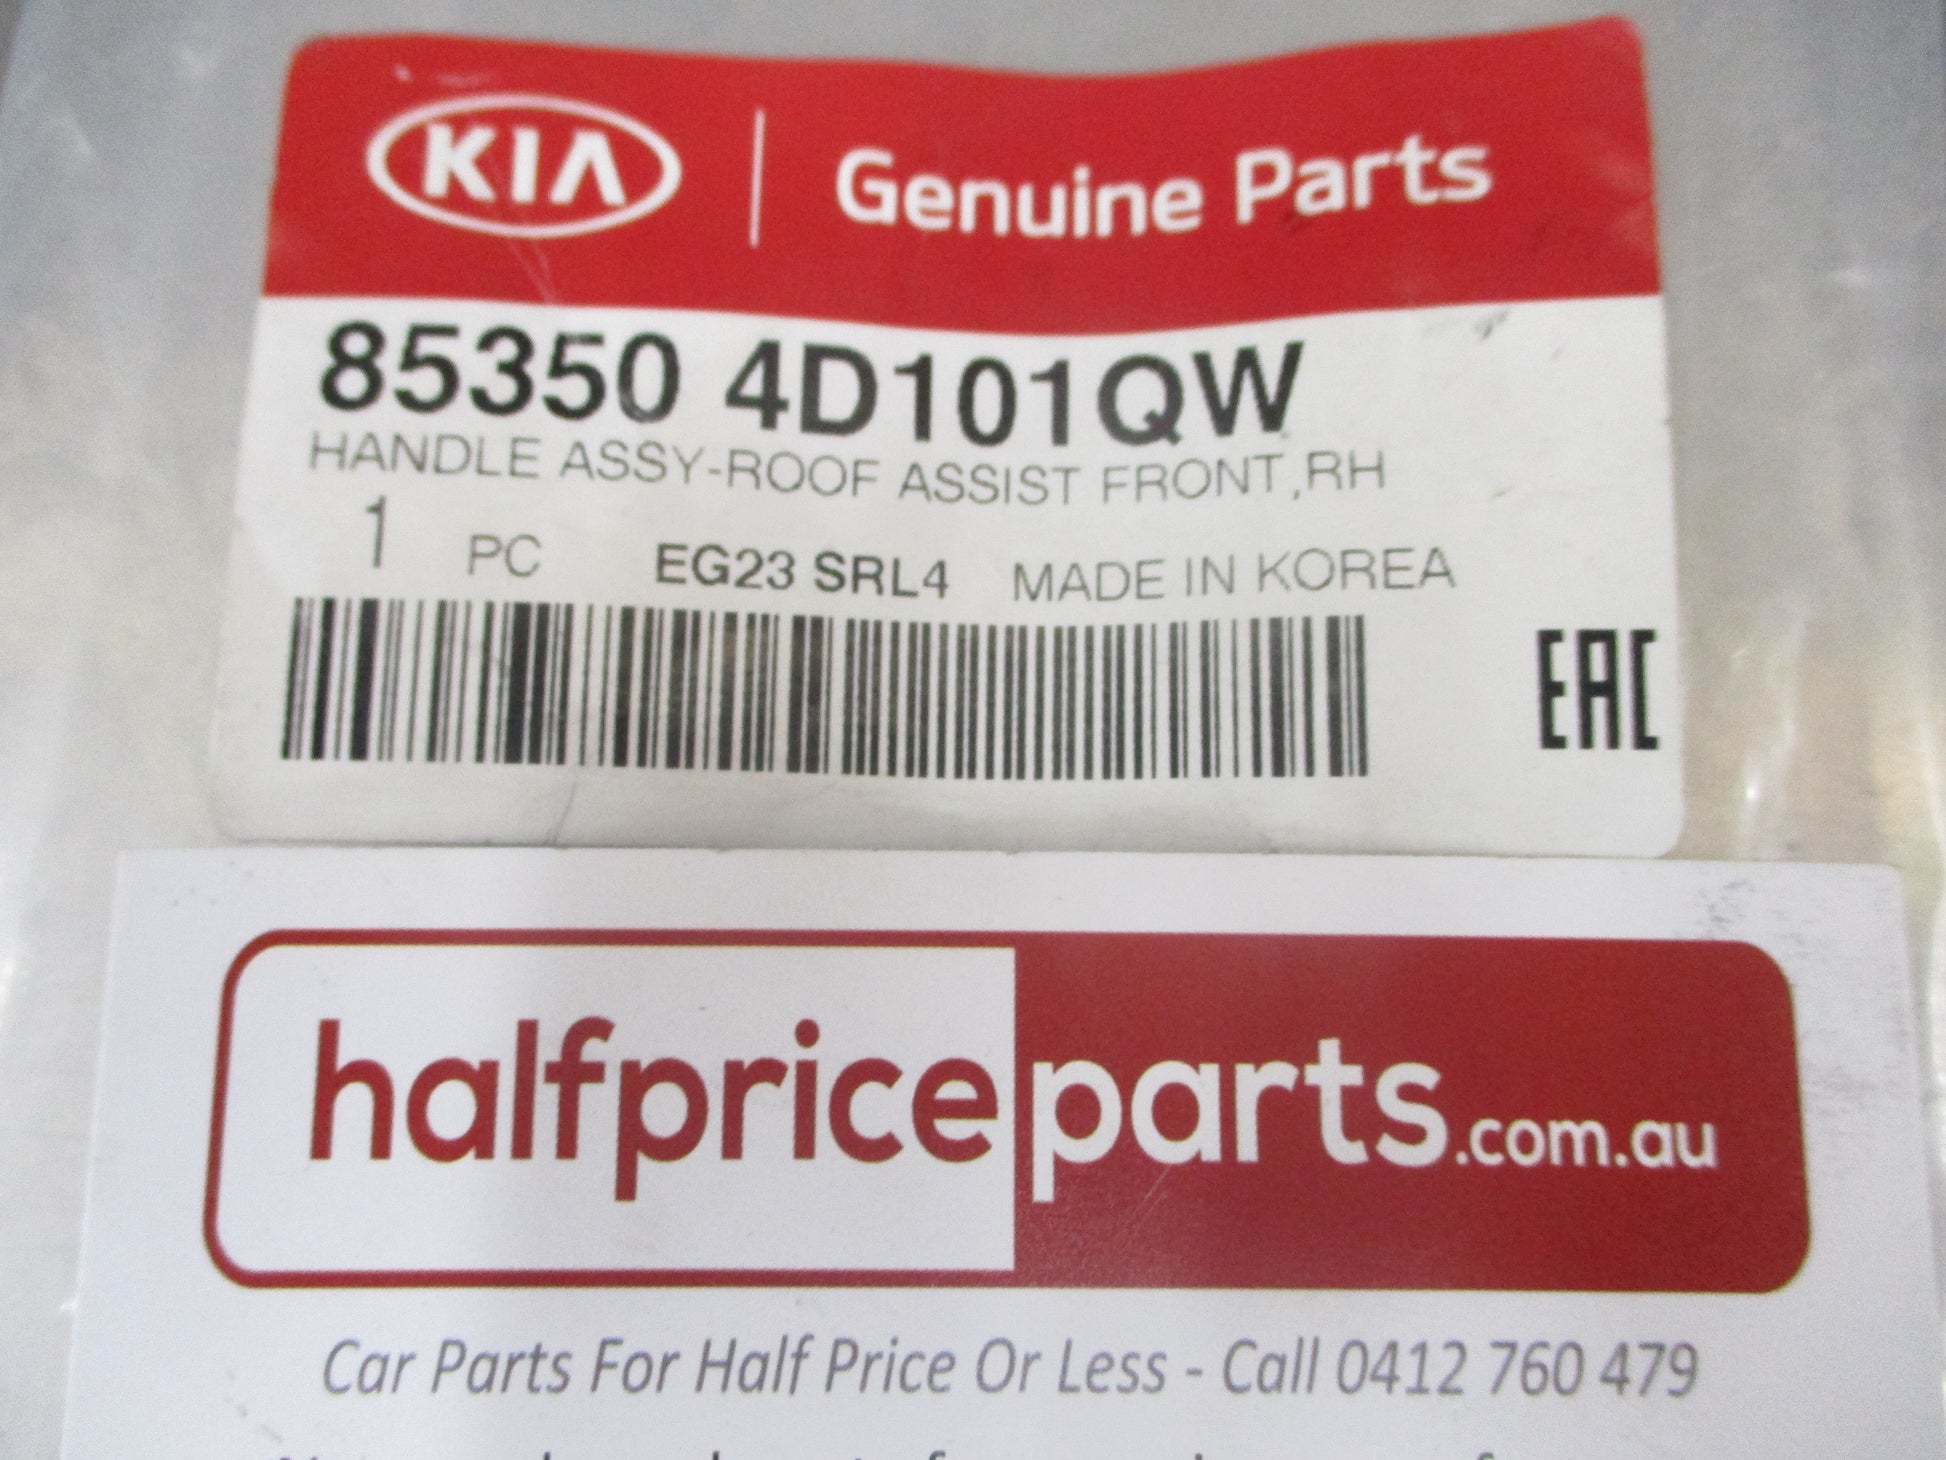 KIA Genuine Parts
85350 4D101QW
HANDLE ASSY-ROOF ASSIST FRONT,RH
1 PC EG23 SRL4 MADE IN KOREA
EAC
halfpriceparts.com.au
Car Parts For Half Price Or Less - Call 0412 760 479